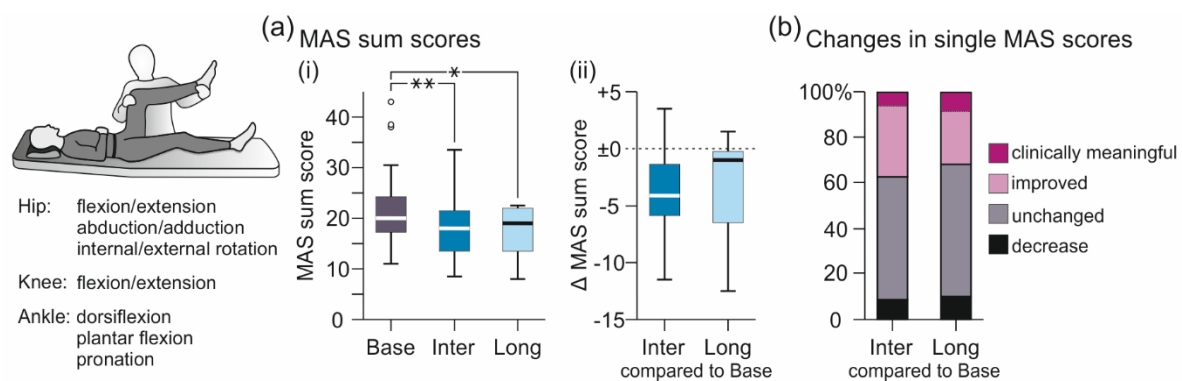 (a) MAS sum scores
(b) Changes in single MAS scores
Hip: flexion/extension
abduction/adduction
internal/external rotation
Knee: flexion/extension
Ankle: dorsiflexion
plantar flexion
pronation
(i)
**
*
MAS sum score
40
30
20
10
0
Base Inter Long
(ii)
Δ MAS sum score
+5
±0
-5
-10
-15
Inter Long
compared to Base
100%
80
60
40
20
0
Inter Long
compared to Base
clinically meaningful
improved
unchanged
decrease